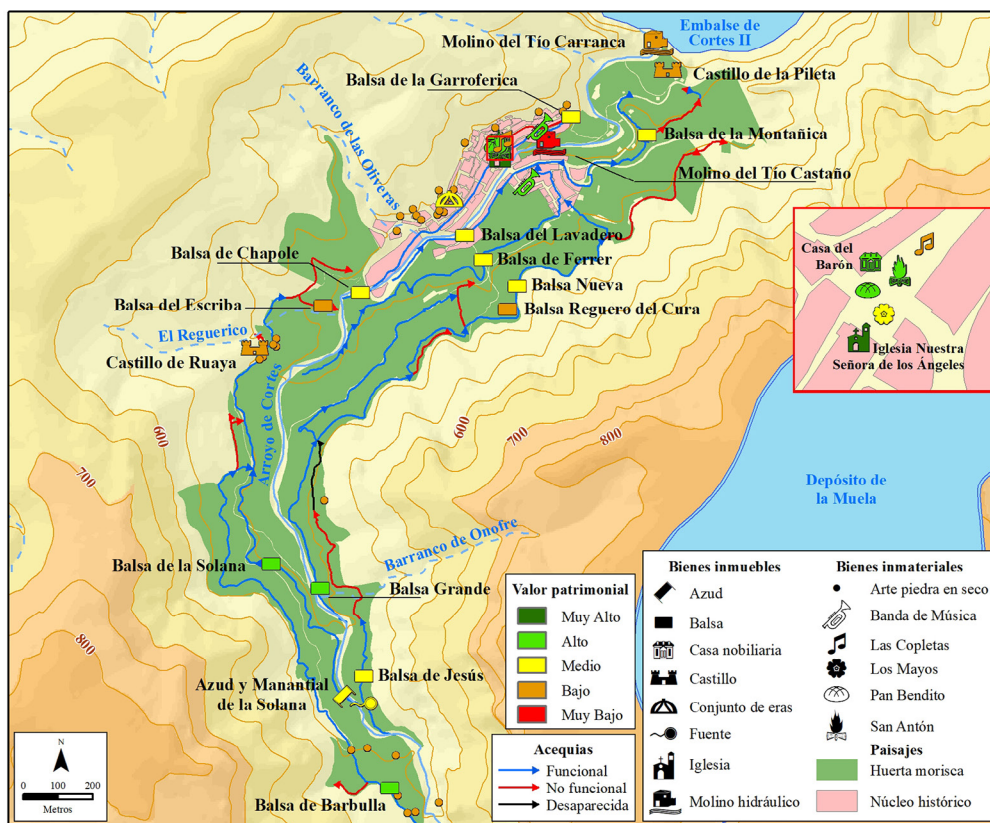 Embalse de
Cortes II
Molino del Tío Carranca
Castillo de la Pileta
Balsa de la Garroferica
Barranco de las Oliveras
Balsa de la Montañica
Molino del Tío Castaño
Balsa del Lavadero
Balsa de Chapole
Balsa de Ferrer
Balsa Nueva
Balsa del Escriba
Balsa Reguero del Cura
El Reguerico
Castillo de Ruaya
Arroyo de Cortes
Casa del
Barón
Iglesia Nuestra
Señora de los Ángeles
600
700
800
600
700
800
Depósito de
la Muela
Barranco de Onofre
Balsa de la Solana
Balsa Grande
Balsa de Jesús
Azud y Manantial
de la Solana
Balsa de Barbulla
N
0 100 200
Metros
Valor patrimonial
Muy Alto
Alto
Medio
Bajo
Muy Bajo
Acequias
Funcional
No funcional
Desaparecida
Bienes inmuebles
Azud
Balsa
Casa nobiliaria
Castillo
Conjunto de eras
Fuente
Iglesia
Molino hidráulico
Bienes inmateriales
Arte piedra en seco
Banda de Música
Las Copletas
Los Mayos
Pan Bendito
San Antón
Paisajes
Huerta morisca
Núcleo histórico